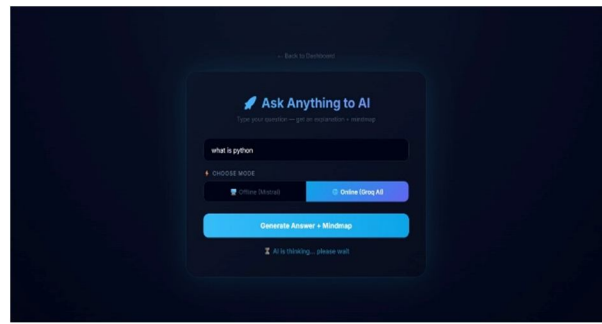 ← Back to Dashboard
🚀 Ask Anything to AI
Type your question — get an explanation + mindmap
what is python
⚡ CHOOSE MODE
Offline (Mistral)
Online (Groq AI)
Generate Answer + Mindmap
⏳ AI is thinking... please wait